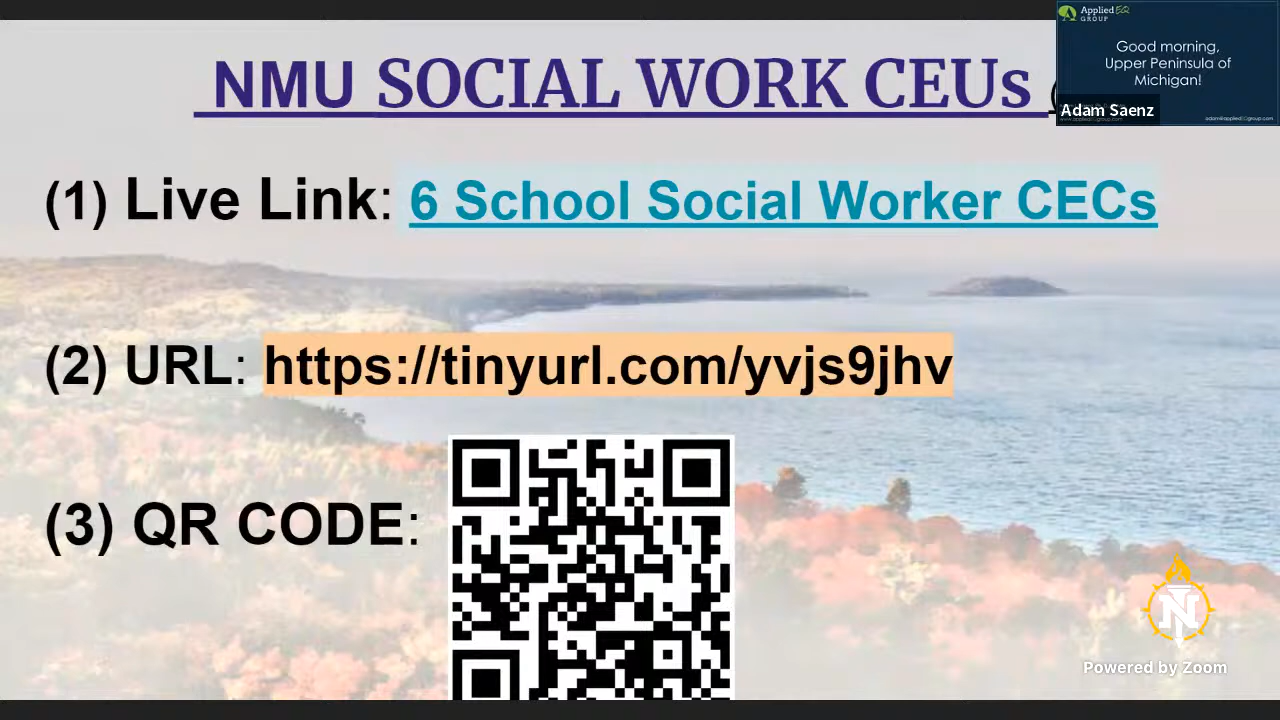 NMU SOCIAL WORK CEUs
Applied EQ
GROUP
Good morning,
Upper Peninsula of
Michigan!
Adam Saenz
(1) Live Link: 6 School Social Worker CECs
(2) URL: https://tinyurl.com/yvjs9jhv
(3) QR CODE:
N
Powered by Zoom